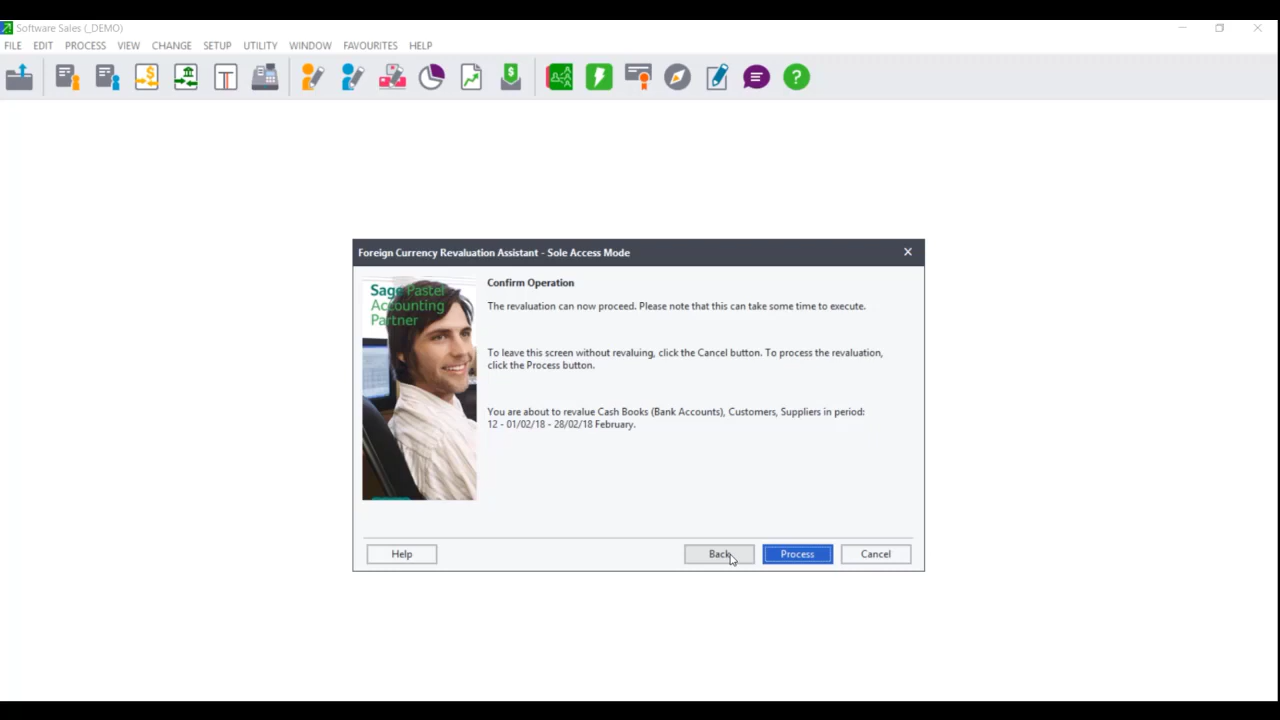 Software Sales (_DEMO)
FILE EDIT PROCESS VIEW CHANGE SETUP UTILITY WINDOW FAVOURITES HELP
Foreign Currency Revaluation Assistant - Sole Access Mode
Sage Pastel
Accounting
Partner
Confirm Operation
The revaluation can now proceed. Please note that this can take some time to execute.
To leave this screen without revaluing, click the Cancel button. To process the revaluation,
click the Process button.
You are about to revalue Cash Books (Bank Accounts), Customers, Suppliers in period:
12 - 01/02/18 - 28/02/18 February.
Help Back Process Cancel